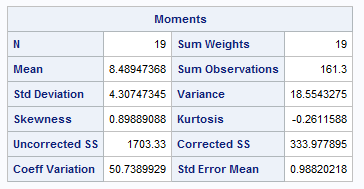 Moments
N 19 Sum Weights 19
Mean 8.48947368 Sum Observations 161.3
Std Deviation 4.30747345 Variance 18.5543275
Skewness 0.89889088 Kurtosis -0.2611588
Uncorrected SS 1703.33 Corrected SS 333.977895
Coeff Variation 50.7389929 Std Error Mean 0.98820218